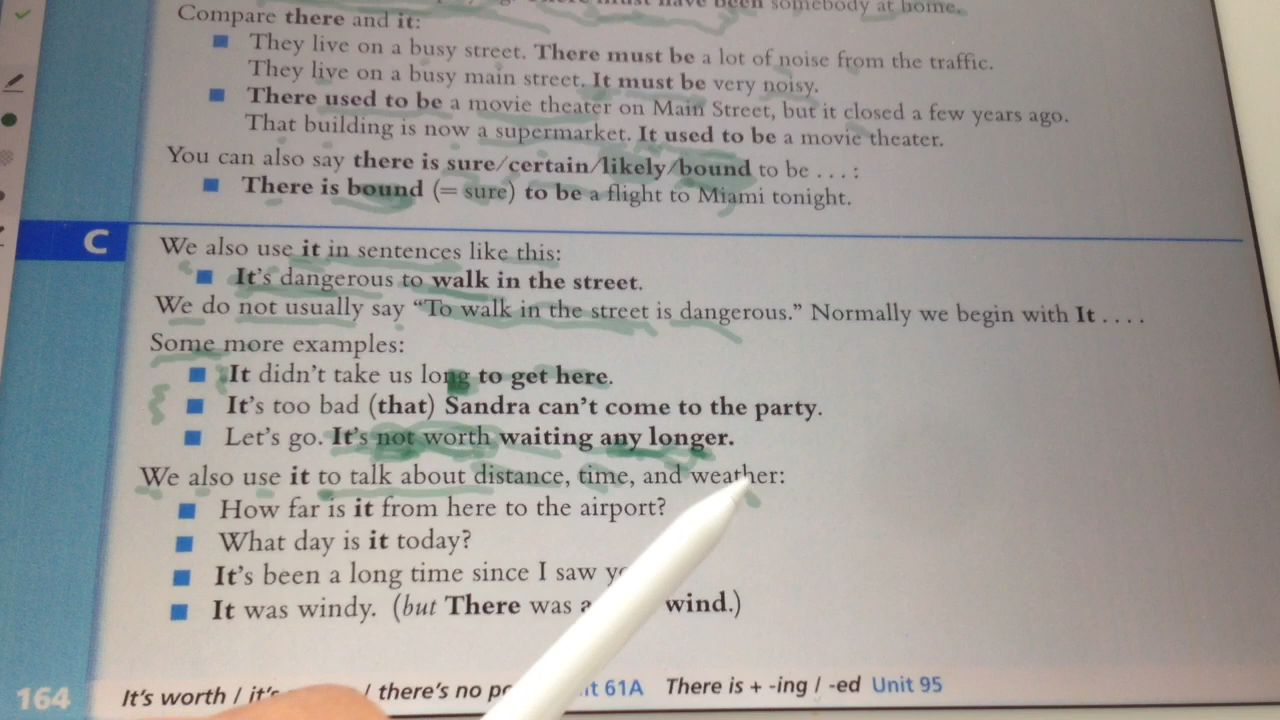 been somebody at home.
Compare there and it:
They live on a busy street. There must be a lot of noise from the traffic.
They live on a busy main street. It must be very noisy.
There used to be a movie theater on Main Street, but it closed a few years ago.
That building is now a supermarket. It used to be a movie theater.
You can also say there is sure/certain/likely/bound to be . . . :
There is bound (= sure) to be a flight to Miami tonight.
C
We also use it in sentences like this:
It's dangerous to walk in the street.
We do not usually say “To walk in the street is dangerous.” Normally we begin with It . . . .
Some more examples:
It didn't take us long to get here.
It's too bad (that) Sandra can't come to the party.
Let's go. It's not worth waiting any longer.
We also use it to talk about distance, time, and weather:
How far is it from here to the airport?
What day is it today?
It's been a long time since I saw
It was windy. (but There was wind.)
164 It's worth / it's / there's no 61A There is + -ing / -ed Unit 95